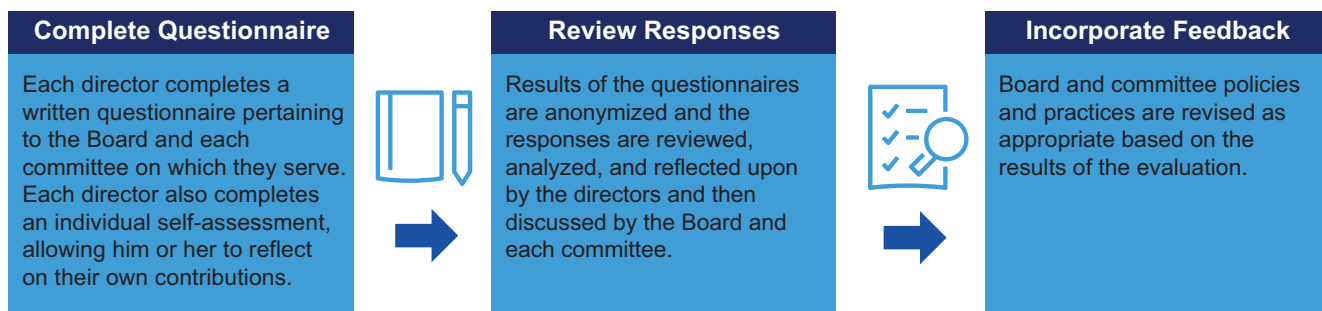 Complete Questionnaire
Each director completes a
written questionnaire pertaining
to the Board and each
committee on which they serve.
Each director also completes
an individual self-assessment,
allowing him or her to reflect
on their own contributions.
Review Responses
Results of the questionnaires
are anonymized and the
responses are reviewed,
analyzed, and reflected upon
by the directors and then
discussed by the Board and
each committee.
Incorporate Feedback
Board and committee policies
and practices are revised as
appropriate based on the
results of the evaluation.